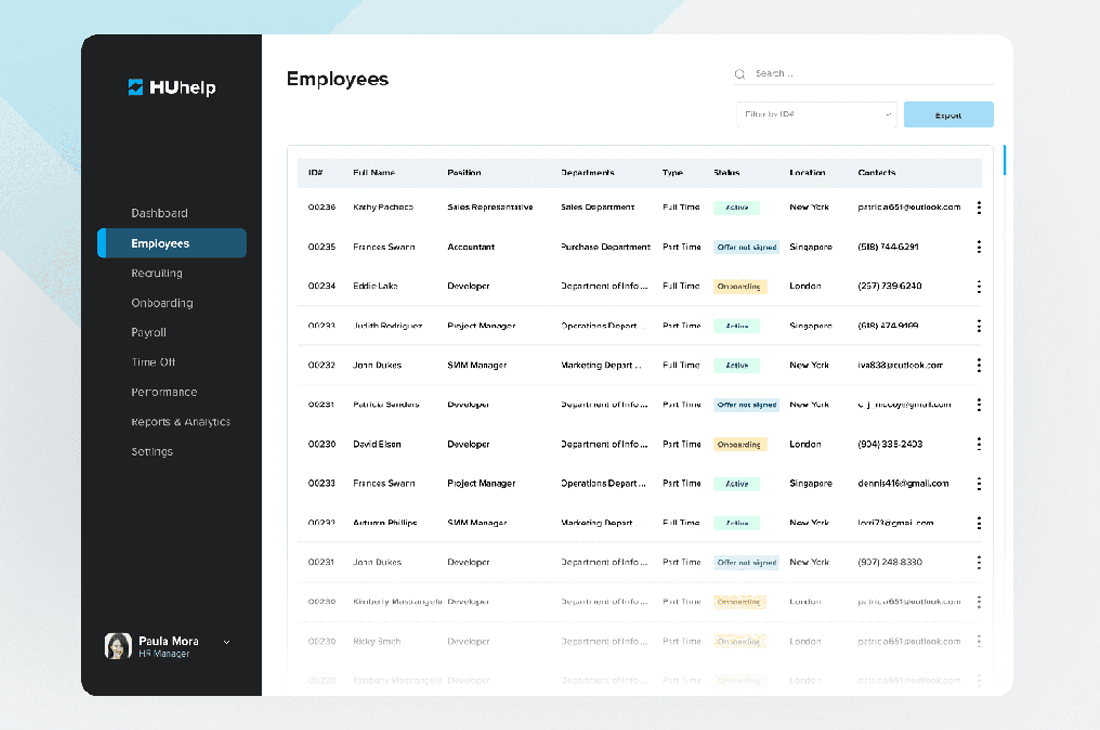 HUhelp
Dashboard
Employees
Recruiting
Onboarding
Payroll
Time Off
Performance
Reports & Analytics
Settings
Paula Mora
HR Manager
Employees
Search ...
Filter by ID#
Export
ID# Full Name Position Departments Type Status Location Contacts
00236 Kathy Pacheco Sales Representative Sales Department Full Time Active New York patricia651@outlook.com
00235 Frances Swann Accountant Purchase Department Part Time Offer not signed Singapore (518) 744-6291
00234 Eddie Lake Developer Department of Info ... Full Time Onboarding London (267) 739-6240
00233 Judith Rodriguez Project Manager Operations Depart ... Part Time Active Singapore (618) 474-9169
00232 John Dukes SMM Manager Marketing Depart ... Full Time Active New York iva838@outlook.com
00231 Patricia Sanders Developer Department of Info ... Part Time Offer not signed New York c_j_mccoy@gmail.com
00230 David Elson Developer Department of Info ... Part Time Onboarding London (904) 335-2403
00233 Frances Swann Project Manager Operations Depart ... Part Time Active Singapore dennis416@gmail.com
00232 Autumn Phillips SMM Manager Marketing Depart Full Time Active New York lorri73@gmail.com
00231 John Dukes Developer Department of Info ... Part Time Offer not signed New York (907) 248-8330
00230 Kimberly Mastrangelo Developer Department of Info ... Part Time Onboarding London patricia651@outlook.com
00230 Ricky Smith Developer Department of Info ... Part Time Onboarding London patricia651@outlook.com
00230 Kimberly Mastrangelo Developer Department of Info ... Part Time Onboarding London patricia651@outlook.com